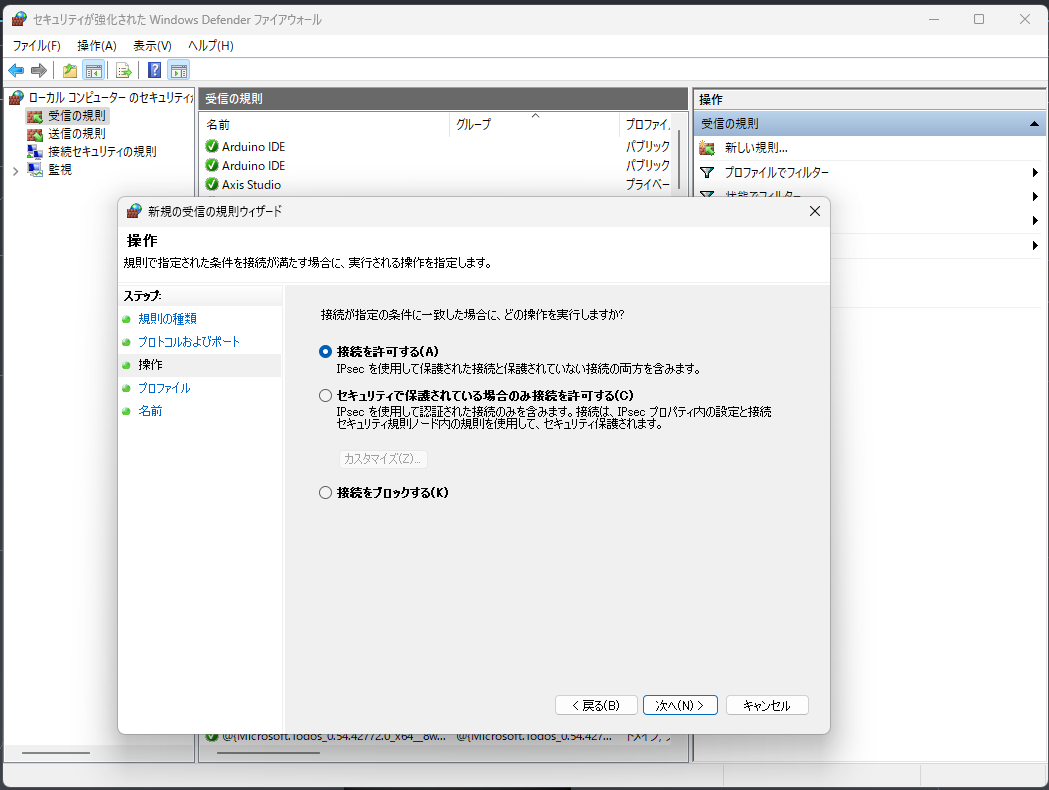 セキュリティが強化された Windows Defender ファイアウォール
ファイル(F) 操作(A) 表示(V) ヘルプ(H)
ローカル コンピューター のセキュリティ
受信の規則
送信の規則
接続セキュリティの規則
監視
受信の規則
名前 グループ プロファイ
Arduino IDE パブリック
Arduino IDE パブリック
Axis Studio プライベー
操作
受信の規則
新しい規則...
プロファイルでフィルター
状態でフィルター
新規の受信の規則ウィザード
操作
規則で指定された条件を接続が満たす場合に、実行される操作を指定します。
ステップ:
規則の種類
プロトコルおよびポート
操作
プロファイル
名前
接続が指定の条件に一致した場合に、どの操作を実行しますか?
接続を許可する(A)
IPsec を使用して保護された接続と保護されていない接続の両方を含みます。
セキュリティで保護されている場合のみ接続を許可する(C)
IPsec を使用して認証された接続のみを含みます。接続は、IPsec プロパティ内の設定と接続
セキュリティ規則ノード内の規則を使用して、セキュリティ保護されます。
カスタマイズ(Z)...
接続をブロックする(K)
< 戻る(B) 次へ(N) > キャンセル
@{Microsoft.Todos_0.54.42772.0_x64__8w... @{Microsoft.Todos_0.54.427... ドメイン,